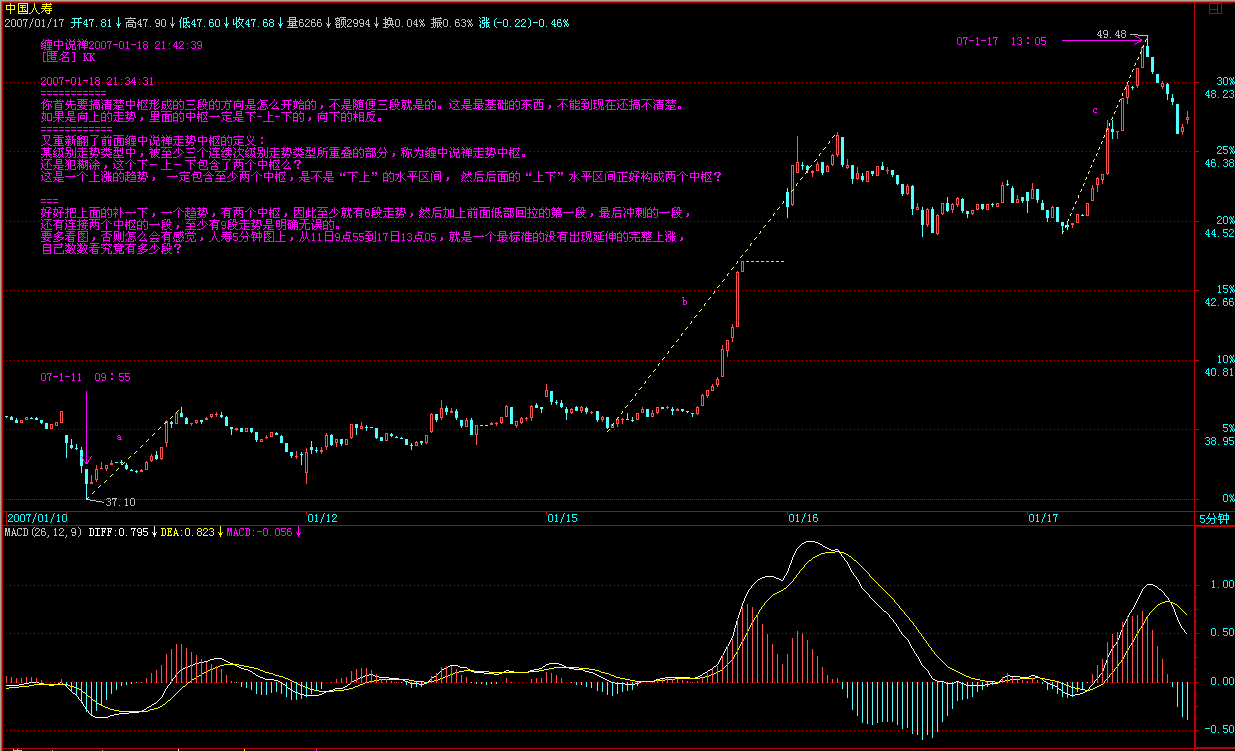 中国人寿
2007/01/17 开47.81↓高47.90↓低47.60↓收47.68↓量6266↓额2994↓换0.04% 振0.63% 涨(-0.22)-0.46%
缠中说禅2007-01-18 21:42:39
[匿名] KK
2007-01-18 21:34:31
===========
你首先要搞清楚中枢形成的三段的方向是怎么开始的，不是随便三段就是的。这是最基础的东西，不能到现在还搞不清楚。
如果是向上的走势，里面的中枢一定是下-上-下的，向下的相反。
============
又重新翻了前面缠中说禅走势中枢的定义：
某级别走势类型中，被至少三个连续次级别走势类型所重叠的部分，称为缠中说禅走势中枢。
还是犯糊涂，这个下－上－下包含了两个中枢么？
这是一个上涨的趋势， 一定包含至少两个中枢，是不是“下上”的水平区间， 然后后面的“上下”水平区间正好构成两个中枢？
===
好好把上面的补一下，一个趋势，有两个中枢，因此至少就有6段走势，然后加上前面低部回拉的第一段，最后冲刺的一段，
还有连接两个中枢的一段，至少有9段走势是明确无误的。
要多看图，否则怎么会有感觉，人寿5分钟图上，从11日9点55到17日13点05，就是一个最标准的没有出现延伸的完整上涨，
自己数数看究竟有多少段？
07-1-17 13：05
49.48
30%
48.23
c
25%
46.38
20%
44.52
b
15%
42.66
10%
40.81
07-1-11 09：55
a
5%
38.95
37.10
0%
2007/01/10
01/12
01/15
01/16
01/17
5分钟
MACD(26,12,9) DIFF:0.795↓DEA:0.823↓MACD:-0.056↓
1.00
0.50
0.00
-0.50